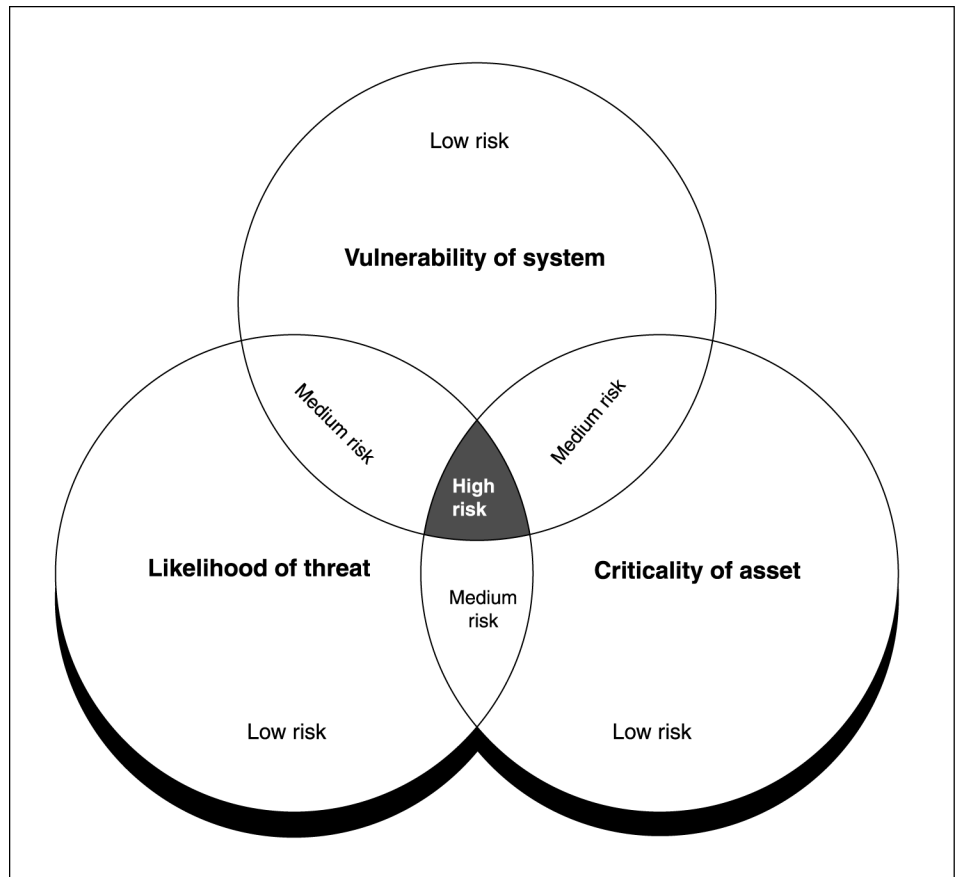 Low risk
Vulnerability of system
Medium risk
Medium risk
High
risk
Likelihood of threat
Criticality of asset
Medium
risk
Low risk
Low risk